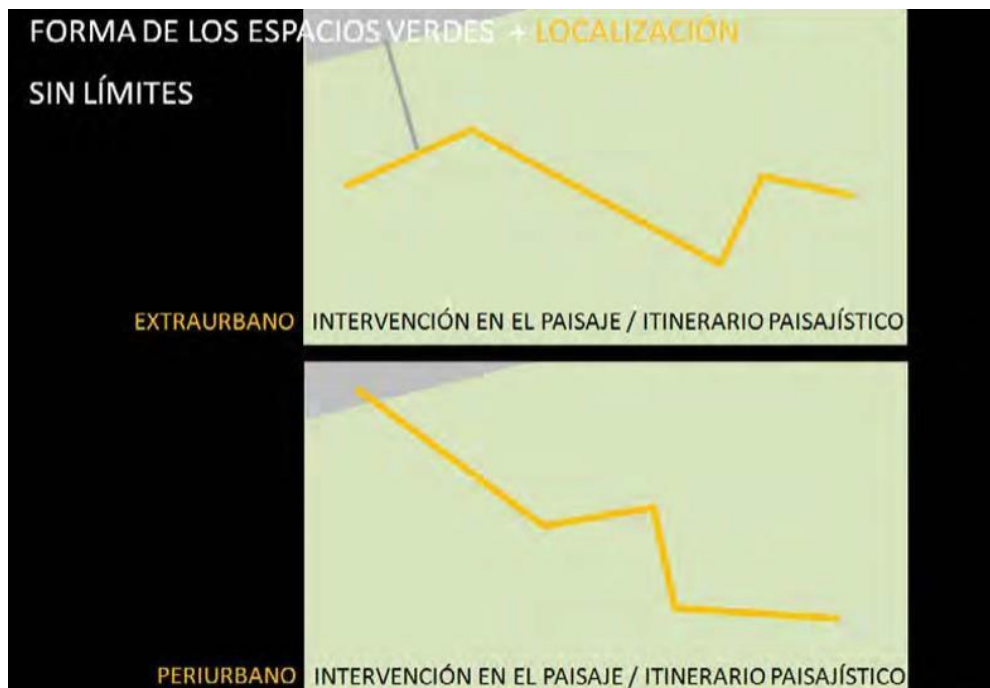 FORMA DE LOS ESPACIOS VERDES + LOCALIZACIÓN
SIN LÍMITES
EXTRAURBANO INTERVENCIÓN EN EL PAISAJE / ITINERARIO PAISAJÍSTICO
PERIURBANO INTERVENCIÓN EN EL PAISAJE / ITINERARIO PAISAJÍSTICO